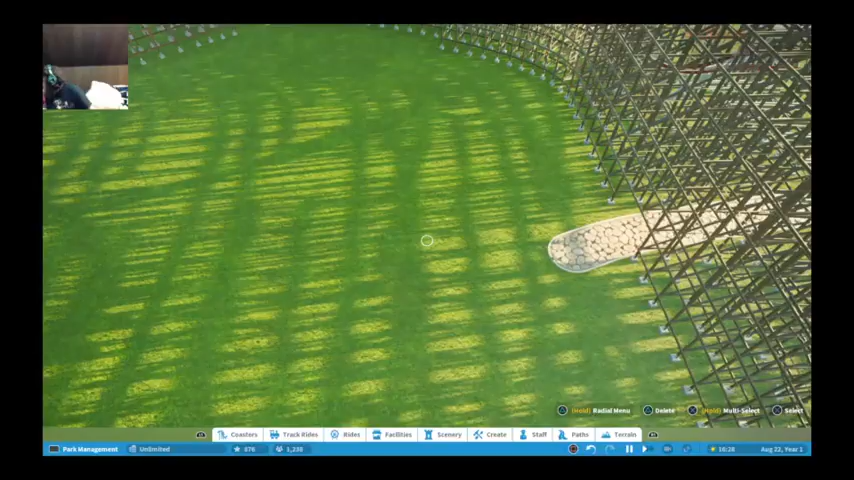 (Hold) Radial Menu Delete (Hold) Multi-Select Select
Coasters Track Rides Rides Facilities Scenery Create Staff Paths Terrain
Park Management Unlimited 876 1,230 16:28 Aug 22, Year 1